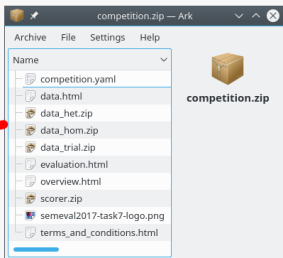 competition.zip — Ark
Archive File Settings Help
Name
competition.yaml
data.html
data_het.zip
data_hom.zip
data_trial.zip
evaluation.html
overview.html
scorer.zip
semeval2017-task7-logo.png
terms_and_conditions.html
competition.zip